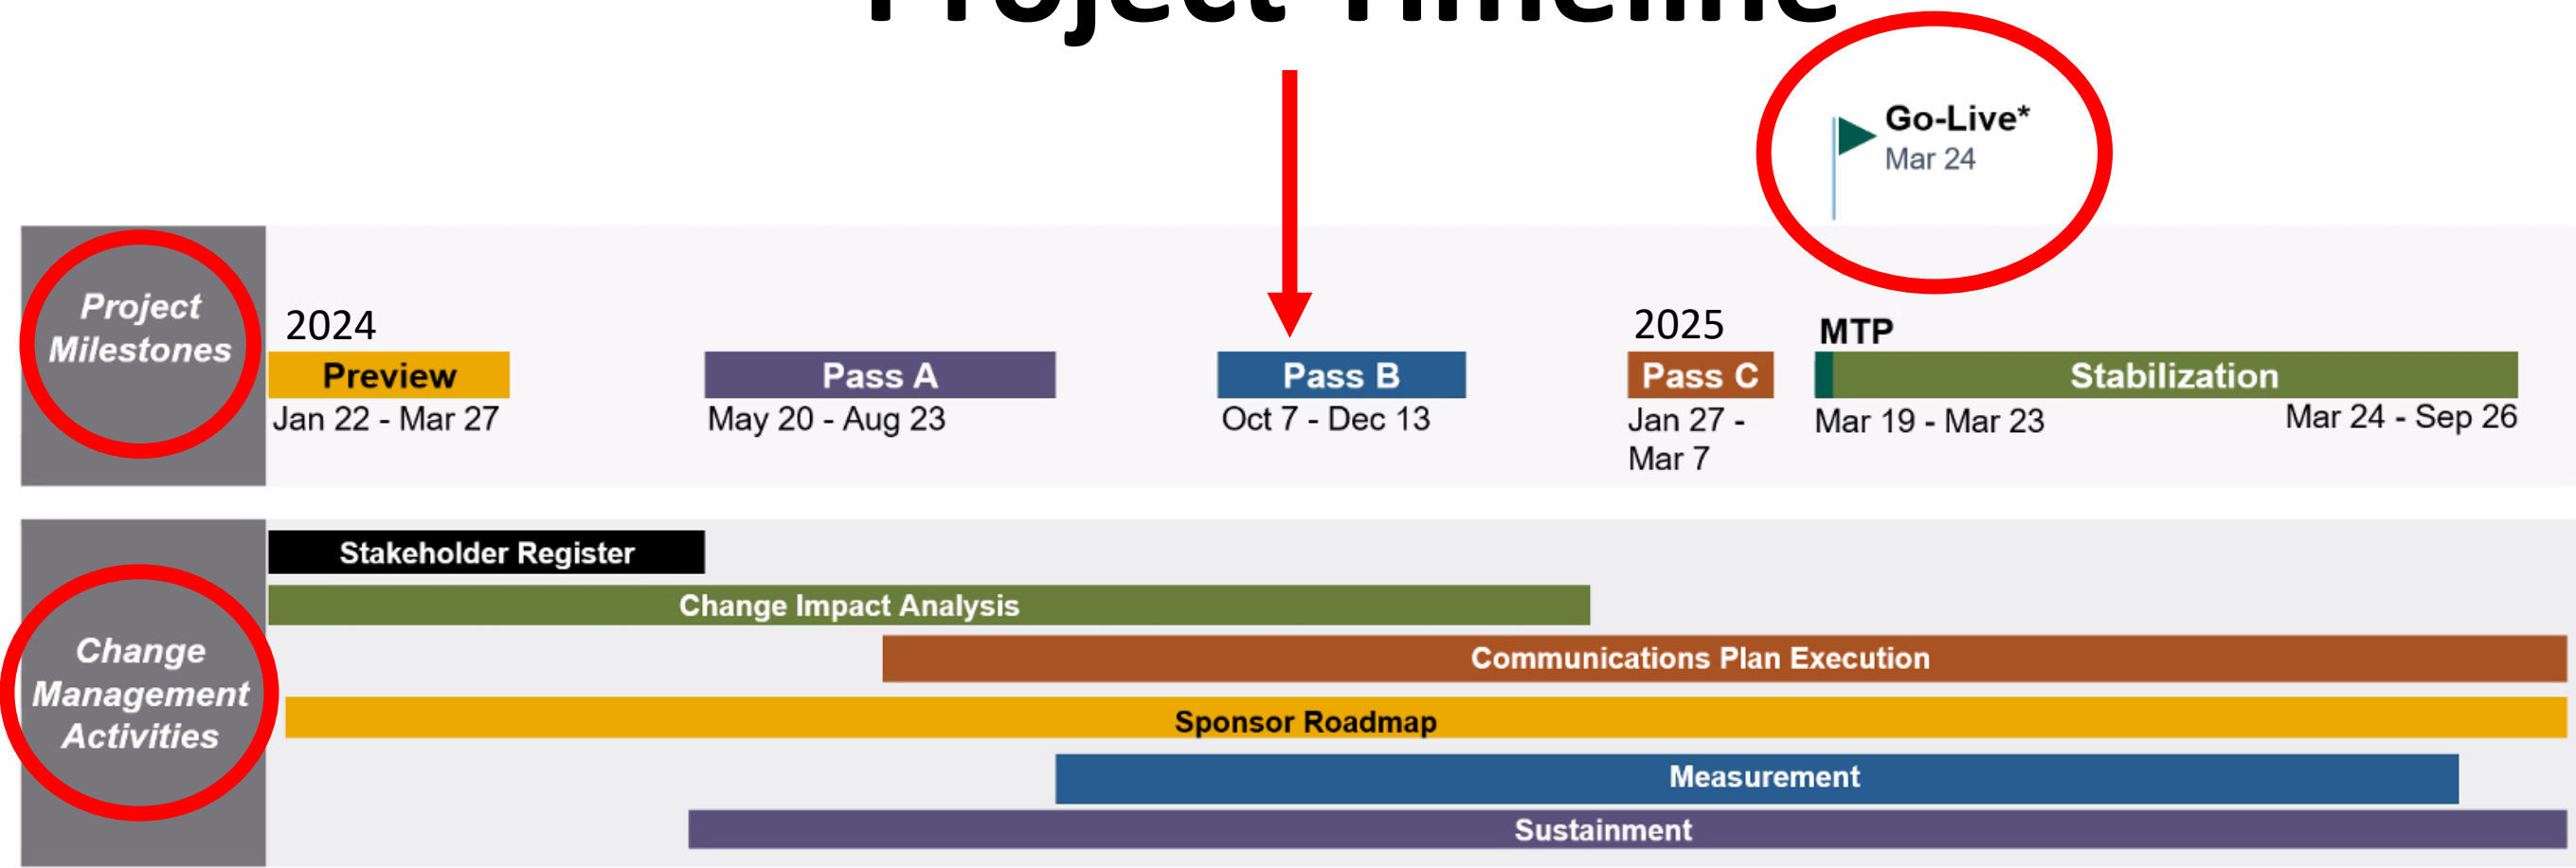 Project Timeline
Go-Live*
Mar 24
Project
Milestones
2024
2025
MTP
Preview
Pass A
Pass B
Pass C
Stabilization
Jan 22 - Mar 27
May 20 - Aug 23
Oct 7 - Dec 13
Jan 27 -
Mar 7
Mar 19 - Mar 23
Mar 24 - Sep 26
Change
Management
Activities
Stakeholder Register
Change Impact Analysis
Communications Plan Execution
Sponsor Roadmap
Measurement
Sustainment